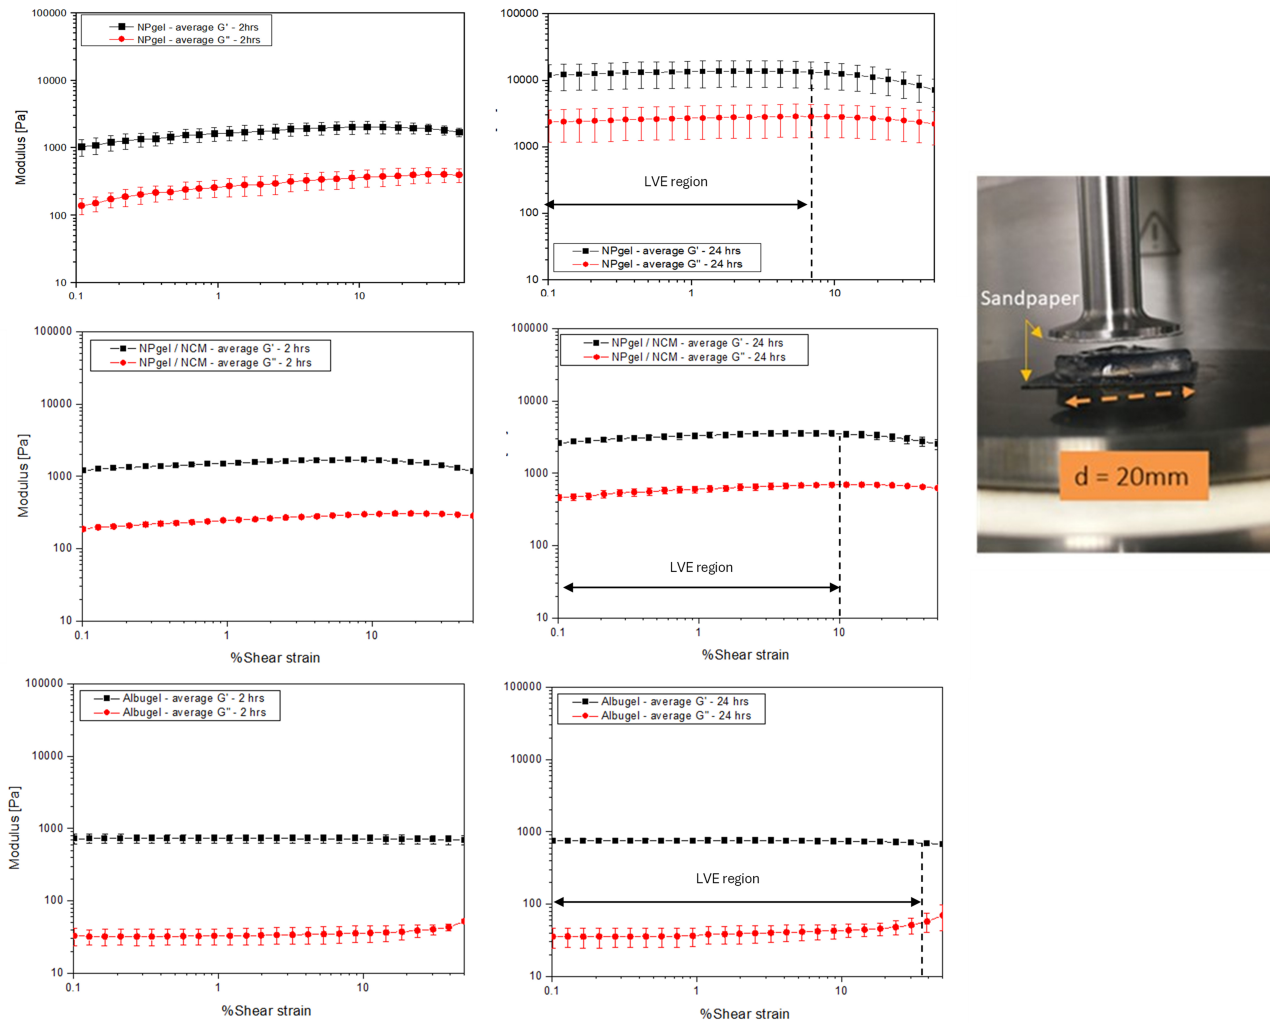 NPgel - average G' - 2hrs
NPgel - average G'' - 2hrs
100000
10000
1000
100
10
Modulus [Pa]
0.1
1
10
NPgel - average G' - 24 hrs
NPgel - average G'' - 24 hrs
LVE region
100000
10000
1000
100
10
0.1
1
10
Sandpaper
d = 20mm
NPgel / NCM - average G' - 2 hrs
NPgel / NCM - average G'' - 2 hrs
100000
10000
1000
100
10
Modulus [Pa]
0.1
1
10
%Shear strain
NPgel / NCM - average G' - 24 hrs
NPgel / NCM - average G'' - 24 hrs
LVE region
100000
10000
1000
100
10
0.1
1
10
%Shear strain
Albugel - average G' - 2 hrs
Albugel - average G'' - 2 hrs
100000
10000
1000
100
10
Modulus [Pa]
0.1
1
10
%Shear strain
Albugel - average G' - 24 hrs
Albugel - average G'' - 24 hrs
LVE region
100000
10000
1000
100
10
0.1
1
10
%Shear strain